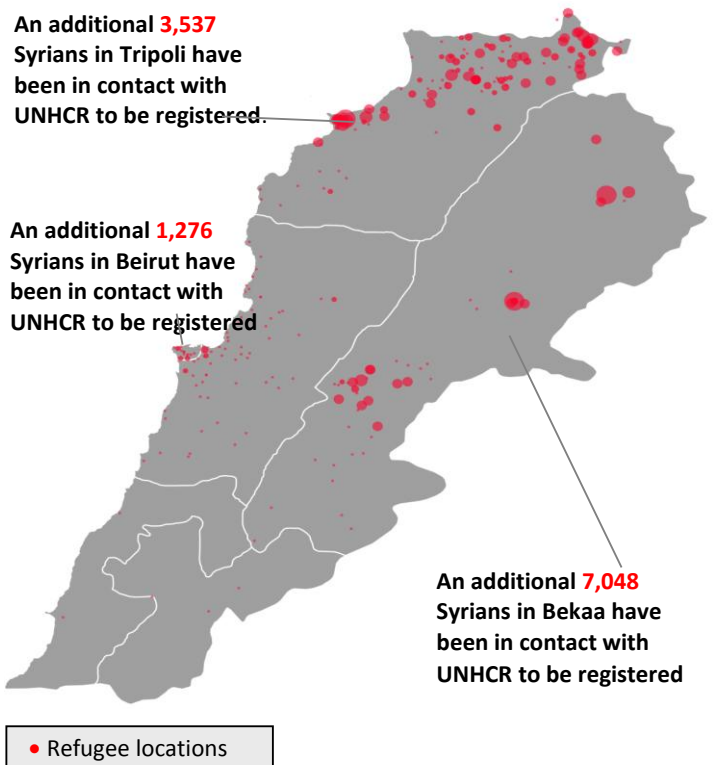 An additional 3,537
Syrians in Tripoli have
been in contact with
UNHCR to be registered.
An additional 1,276
Syrians in Beirut have
been in contact with
UNHCR to be registered
An additional 7,048
Syrians in Bekaa have
been in contact with
UNHCR to be registered
• Refugee locations